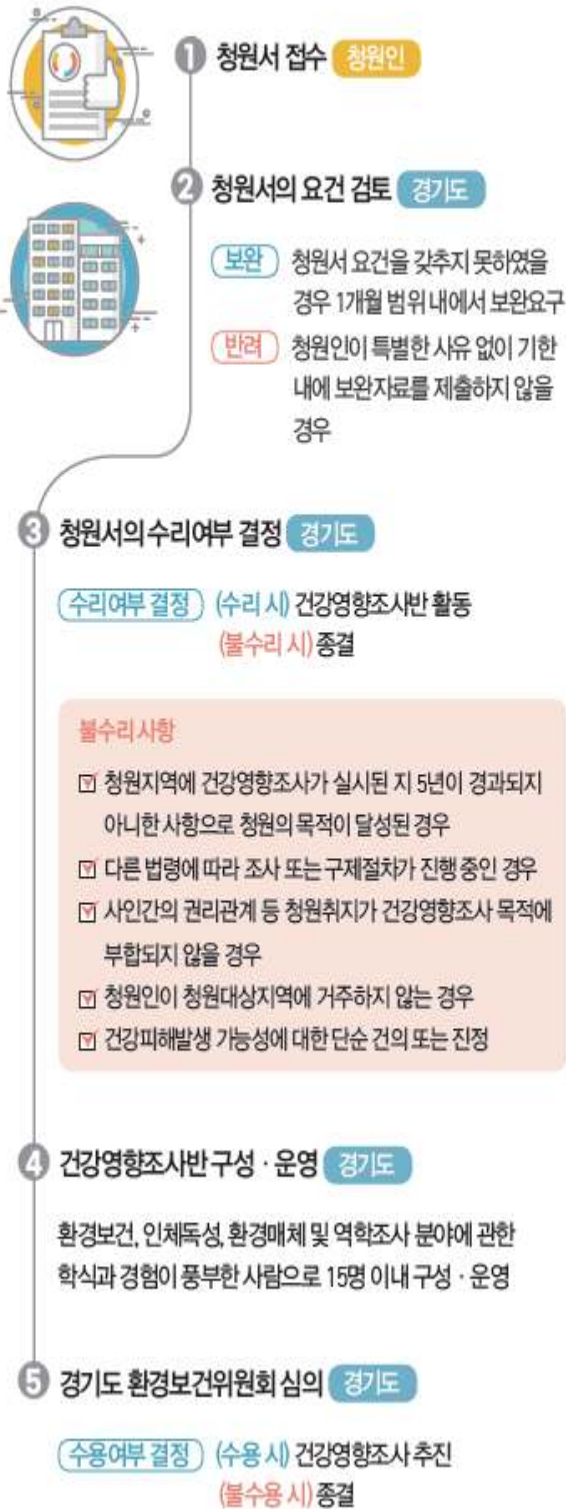 1 청원서 접수 청원인
2 청원서의 요건 검토 경기도
보완 청원서 요건을 갖추지 못하였을
경우 1개월 범위 내에서 보완요구
반려 청원인이 특별한 사유 없이 기한
내에 보완자료를 제출하지 않을
경우
3 청원서의 수리여부 결정 경기도
수리여부 결정 (수리 시) 건강영향조사반 활동
(불수리 시) 종결
불수리 사항
청원지역에 건강영향조사가 실시된 지 5년이 경과되지
아니한 사항으로 청원의 목적이 달성된 경우
다른 법령에 따라 조사 또는 구제절차가 진행 중인 경우
사인간의 권리관계 등 청원취지가 건강영향조사 목적에
부합되지 않을 경우
청원인이 청원대상지역에 거주하지 않는 경우
건강피해발생 가능성에 대한 단순 건의 또는 진정
4 건강영향조사반 구성 · 운영 경기도
환경보건, 인체독성, 환경매체 및 역학조사 분야에 관한
학식과 경험이 풍부한 사람으로 15명 이내 구성 · 운영
5 경기도 환경보건위원회 심의 경기도
수용여부 결정 (수용 시) 건강영향조사 추진
(불수용 시) 종결